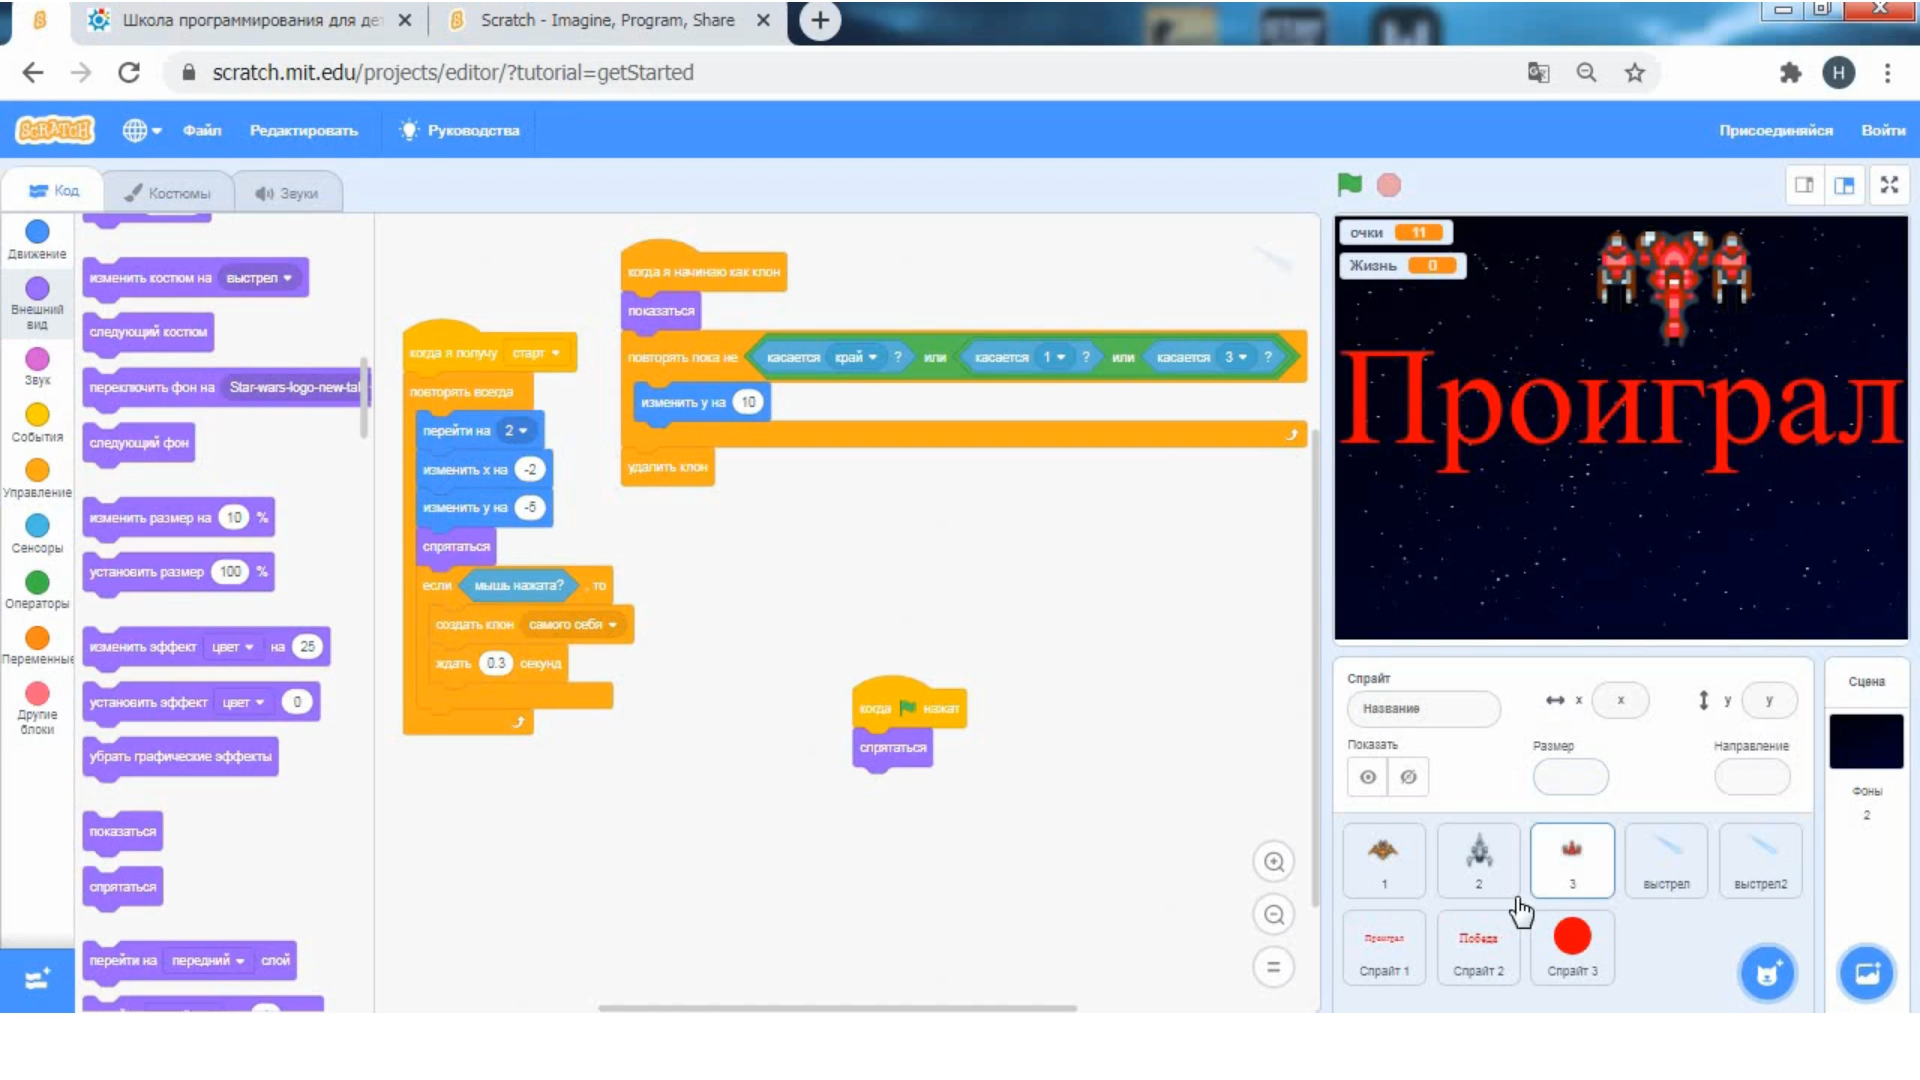 Школа программирования для де
Scratch - Imagine, Program, Share
scratch.mit.edu/projects/editor/?tutorial=getStarted
H
SCRATCH
Файл
Редактировать
Руководства
Присоединяйся
Войти
Код
Костюмы
Звуки
Движение
Внешний
вид
Звук
События
Управление
Сенсоры
Операторы
Переменные
Другие
блоки
изменить костюм на выстрел
следующий костюм
переключить фон на Star-wars-logo-new-tal
следующий фон
изменить размер на 10 %
установить размер 100 %
изменить эффект цвет на 25
установить эффект цвет 0
убрать графические эффекты
показаться
спрятаться
перейти на передний слой
когда я получу старт
повторять всегда
перейти на 2
изменить x на -2
изменить y на -5
спрятаться
если мышь нажата? , то
создать клон самого себя
ждать 0.3 секунд
когда я начинаю как клон
показаться
повторять пока не касается край ? или касается 1 ? или касается 3 ?
изменить y на 10
удалить клон
когда нажат
спрятаться
очки 11
Жизнь 0
Проиграл
Спрайт
Название
x x
y y
Показать
Размер
Направление
1
2
3
выстрел
выстрел2
Проиграл
Спрайт 1
Победа
Спрайт 2
Спрайт 3
Сцена
Фоны
2